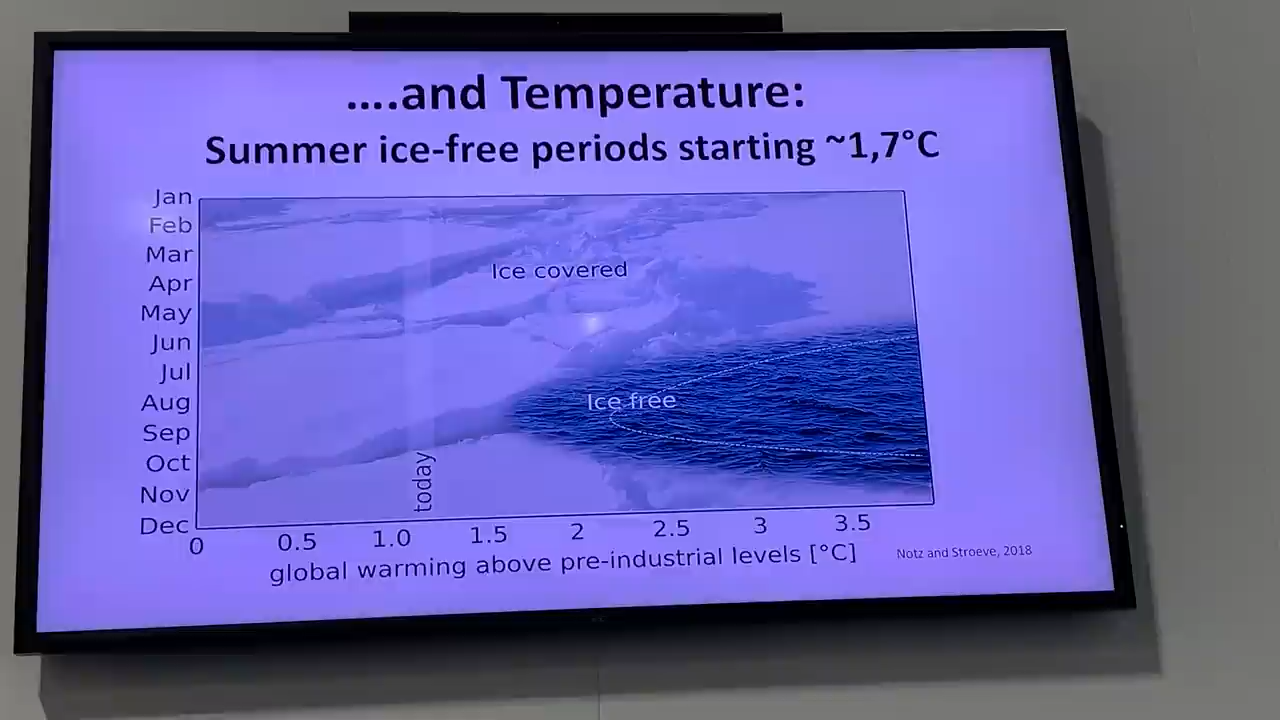 ....and Temperature:
Summer ice-free periods starting ~1,7°C
Jan
Feb
Mar
Apr
May
Jun
Jul
Aug
Sep
Oct
Nov
Dec
Ice covered
Ice free
today
0 0.5 1.0 1.5 2 2.5 3 3.5
global warming above pre-industrial levels [°C]
Notz and Stroeve, 2018